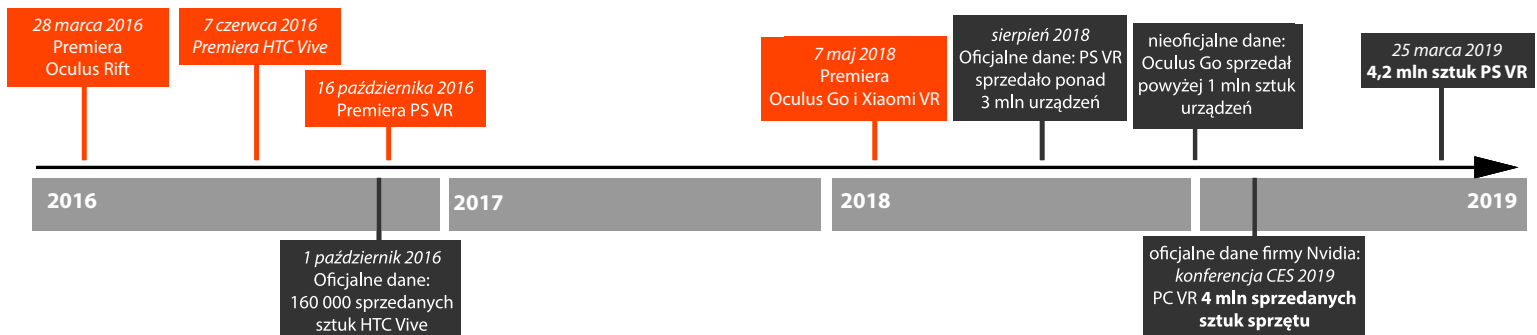 28 marca 2016
Premiera
Oculus Rift
7 czerwca 2016
Premiera HTC Vive
16 października 2016
Premiera PS VR
7 maj 2018
Premiera
Oculus Go i Xiaomi VR
sierpień 2018
Oficjalne dane: PS VR
sprzedało ponad
3 mln urządzeń
nieoficjalne dane:
Oculus Go sprzedał
powyżej 1 mln sztuk
urządzeń
25 marca 2019
4,2 mln sztuk PS VR
2016
2017
2018
2019
1 październik 2016
Oficjalne dane:
160 000 sprzedanych
sztuk HTC Vive
oficjalne dane firmy Nvidia:
konferencja CES 2019
PC VR 4 mln sprzedanych
sztuk sprzętu